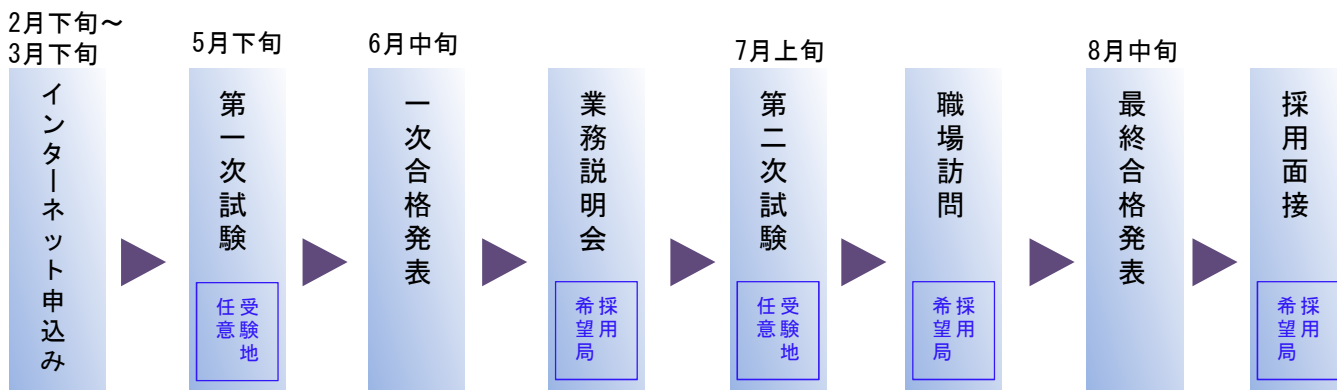 2月下旬～
3月下旬
インターネット申込み
5月下旬
第一次試験
受験地
任意
6月中旬
一次合格発表
業務説明会
採用
希望局
7月上旬
第二次試験
受験地
任意
職場訪問
採用
希望局
8月中旬
最終合格発表
採用面接
採用
希望局